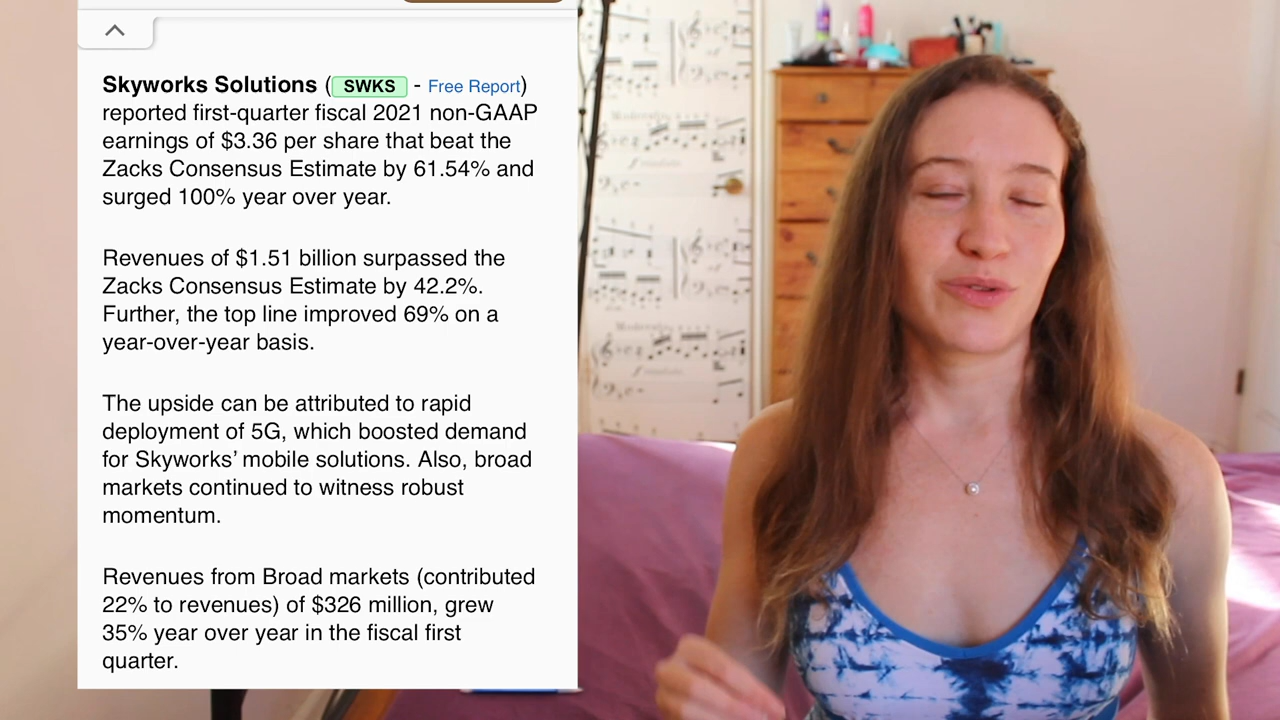 Skyworks Solutions (SWKS - Free Report)
reported first-quarter fiscal 2021 non-GAAP
earnings of $3.36 per share that beat the
Zacks Consensus Estimate by 61.54% and
surged 100% year over year.
Revenues of $1.51 billion surpassed the
Zacks Consensus Estimate by 42.2%.
Further, the top line improved 69% on a
year-over-year basis.
The upside can be attributed to rapid
deployment of 5G, which boosted demand
for Skyworks’ mobile solutions. Also, broad
markets continued to witness robust
momentum.
Revenues from Broad markets (contributed
22% to revenues) of $326 million, grew
35% year over year in the fiscal first
quarter.